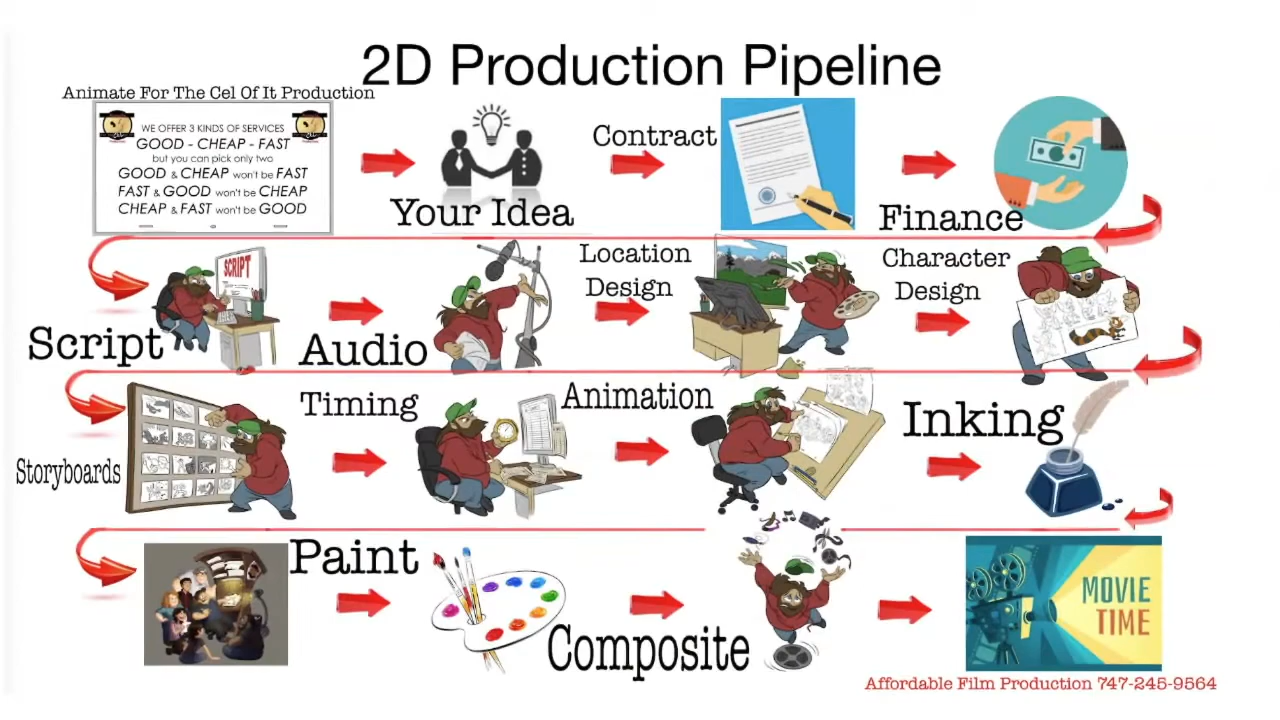 2D Production Pipeline
Animate For The Cel Of It Production
WE OFFER 3 KINDS OF SERVICES
GOOD - CHEAP - FAST
but you can pick only two
GOOD & CHEAP won't be FAST
FAST & GOOD won't be CHEAP
CHEAP & FAST won't be GOOD
Your Idea
Contract
Finance
Script
SCRIPT
Audio
Location
Design
Character
Design
Storyboards
Timing
Animation
Inking
Paint
Composite
MOVIE
TIME
Affordable Film Production 747-245-9564